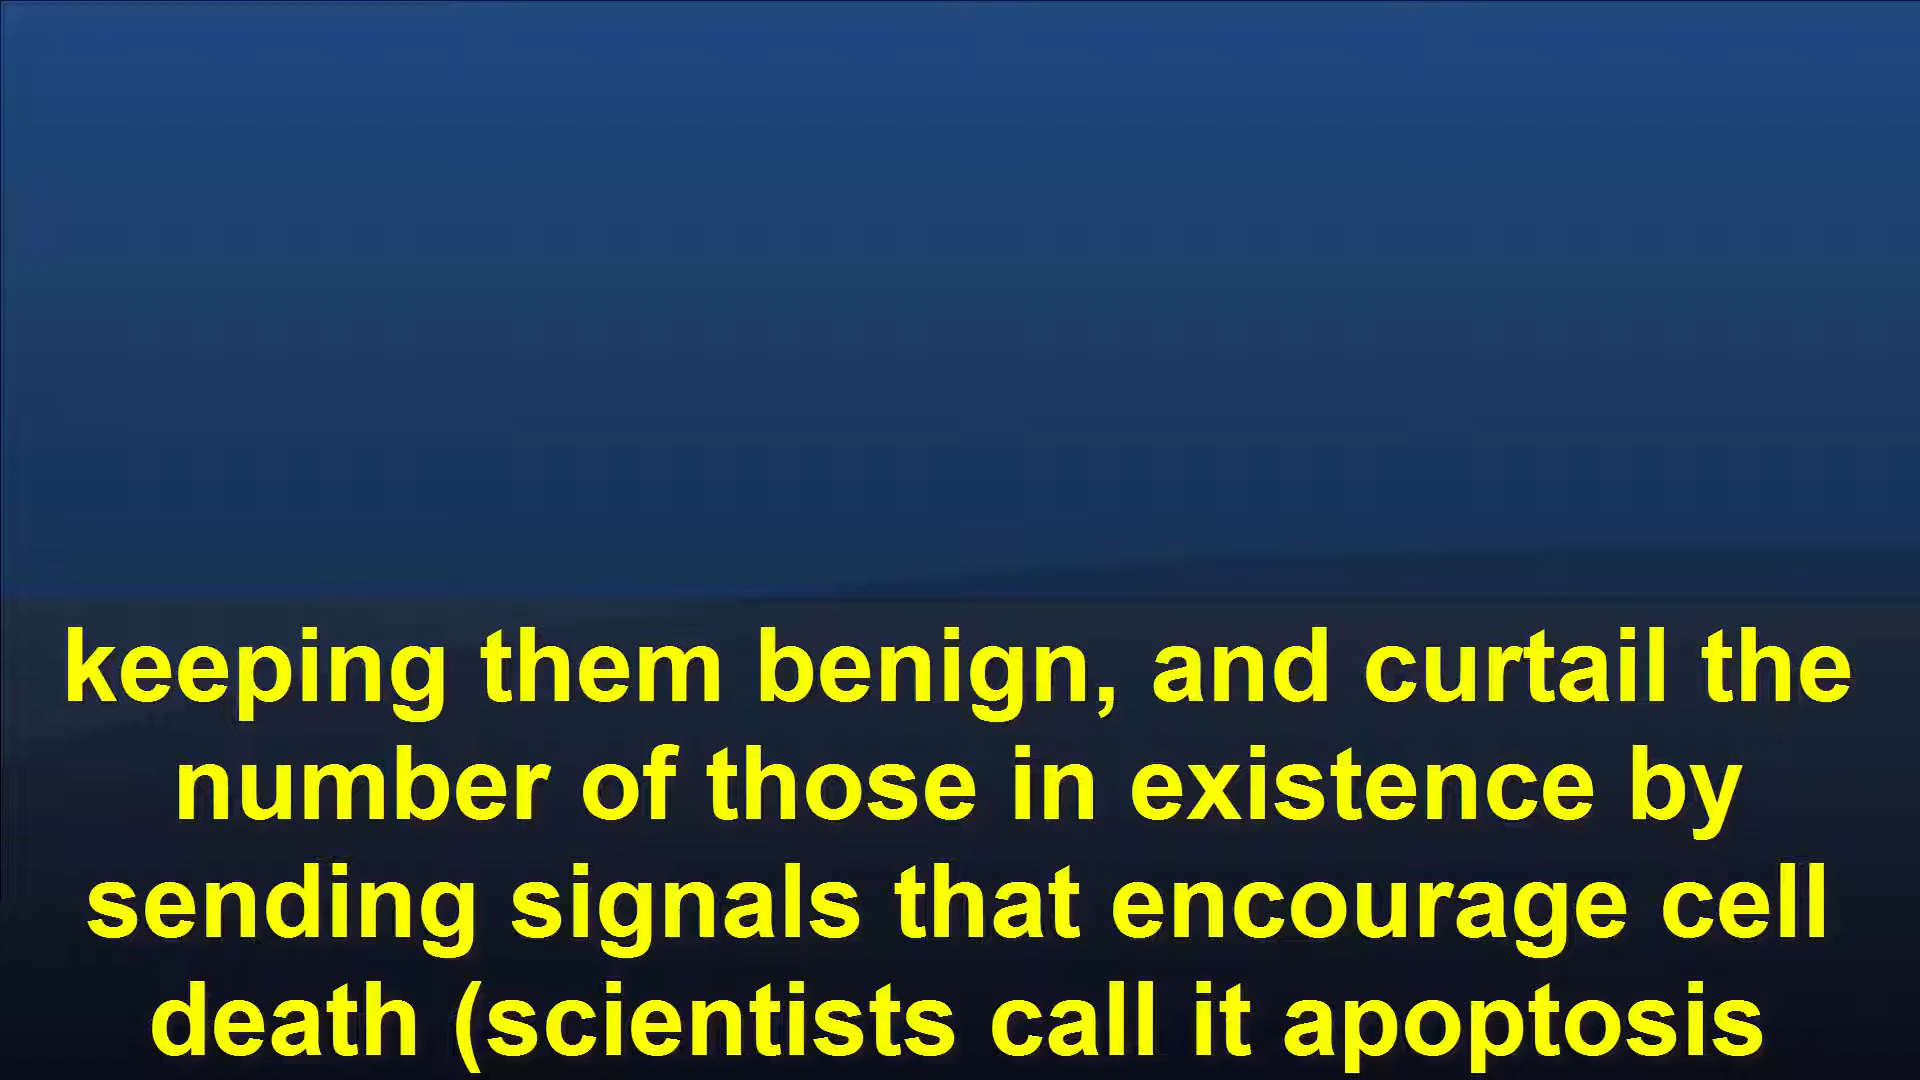 keeping them benign, and curtail the
number of those in existence by
sending signals that encourage cell
death (scientists call it apoptosis